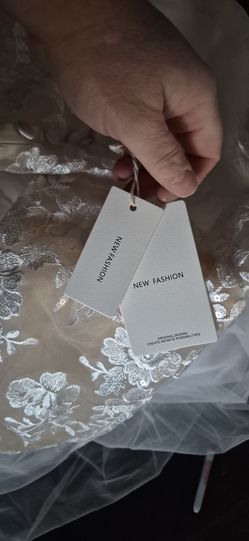 NEW FASHION
NEW FASHION
ORIGINAL DESIGN
CREATE INFINITE POSSIBILITIES